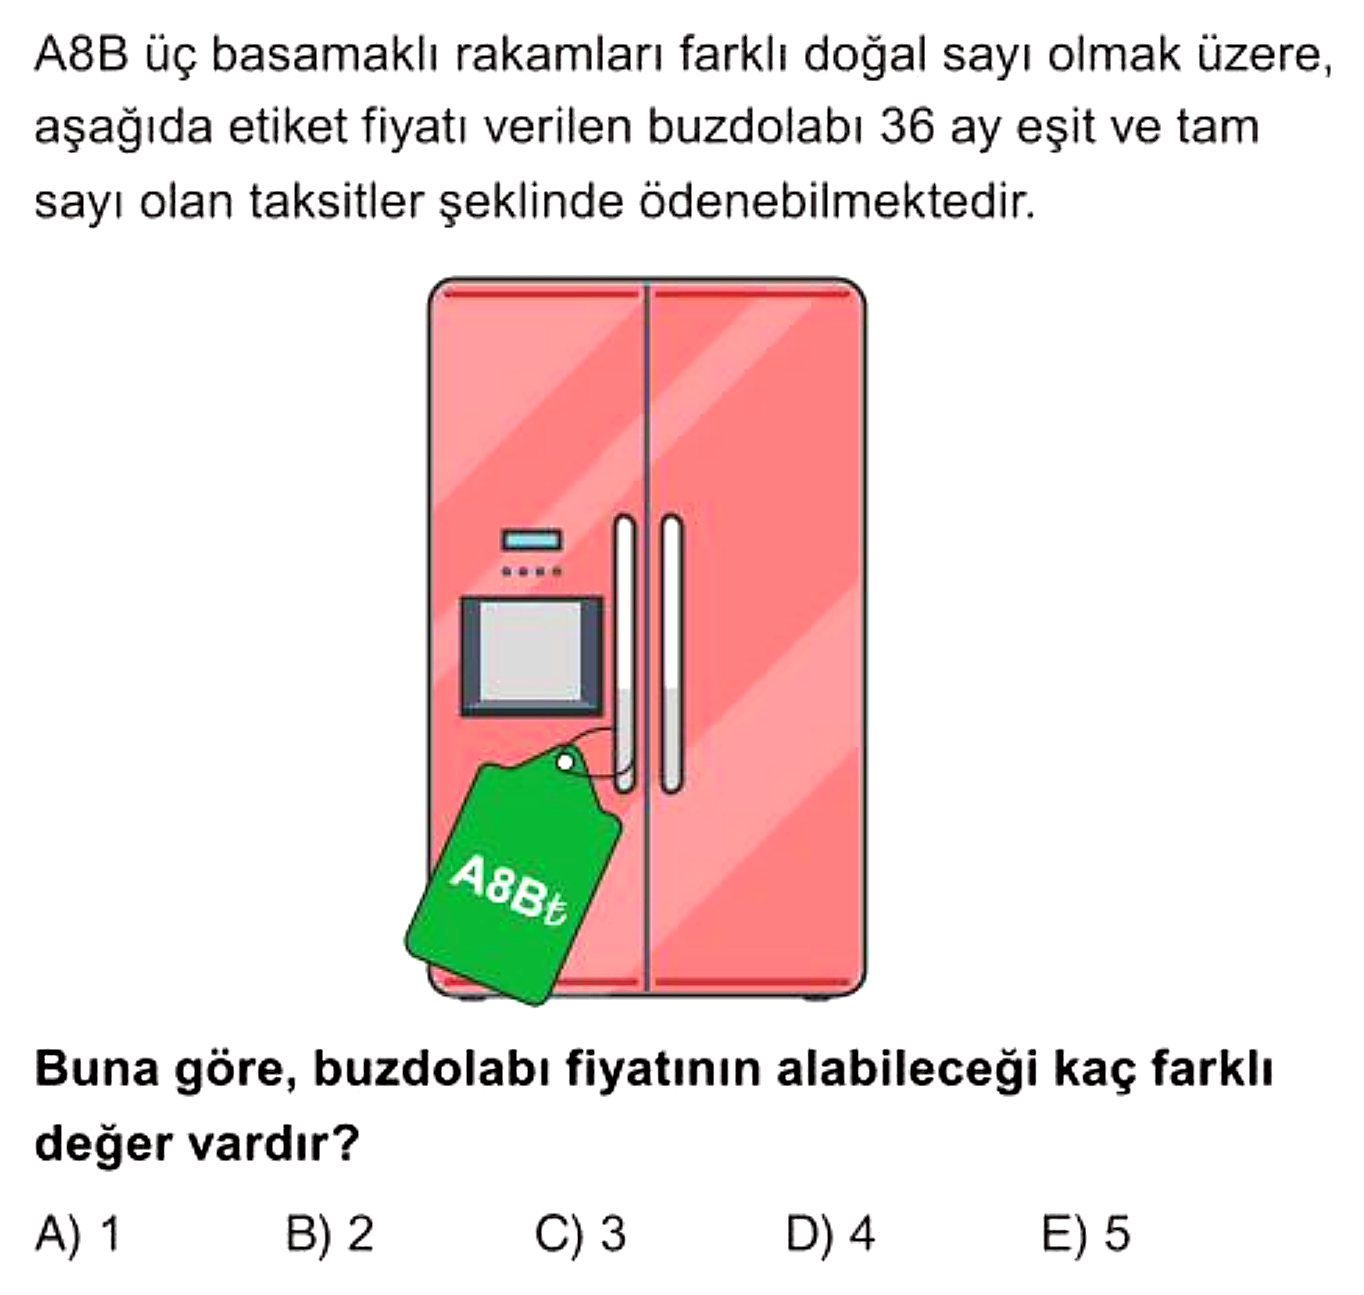 A8B üç basamaklı rakamları farklı doğal sayı olmak üzere,
aşağıda etiket fiyatı verilen buzdolabı 36 ay eşit ve tam
sayı olan taksitler şeklinde ödenebilmektedir.
A8B₺
Buna göre, buzdolabı fiyatının alabileceği kaç farklı
değer vardır?
A) 1 B) 2 C) 3 D) 4 E) 5